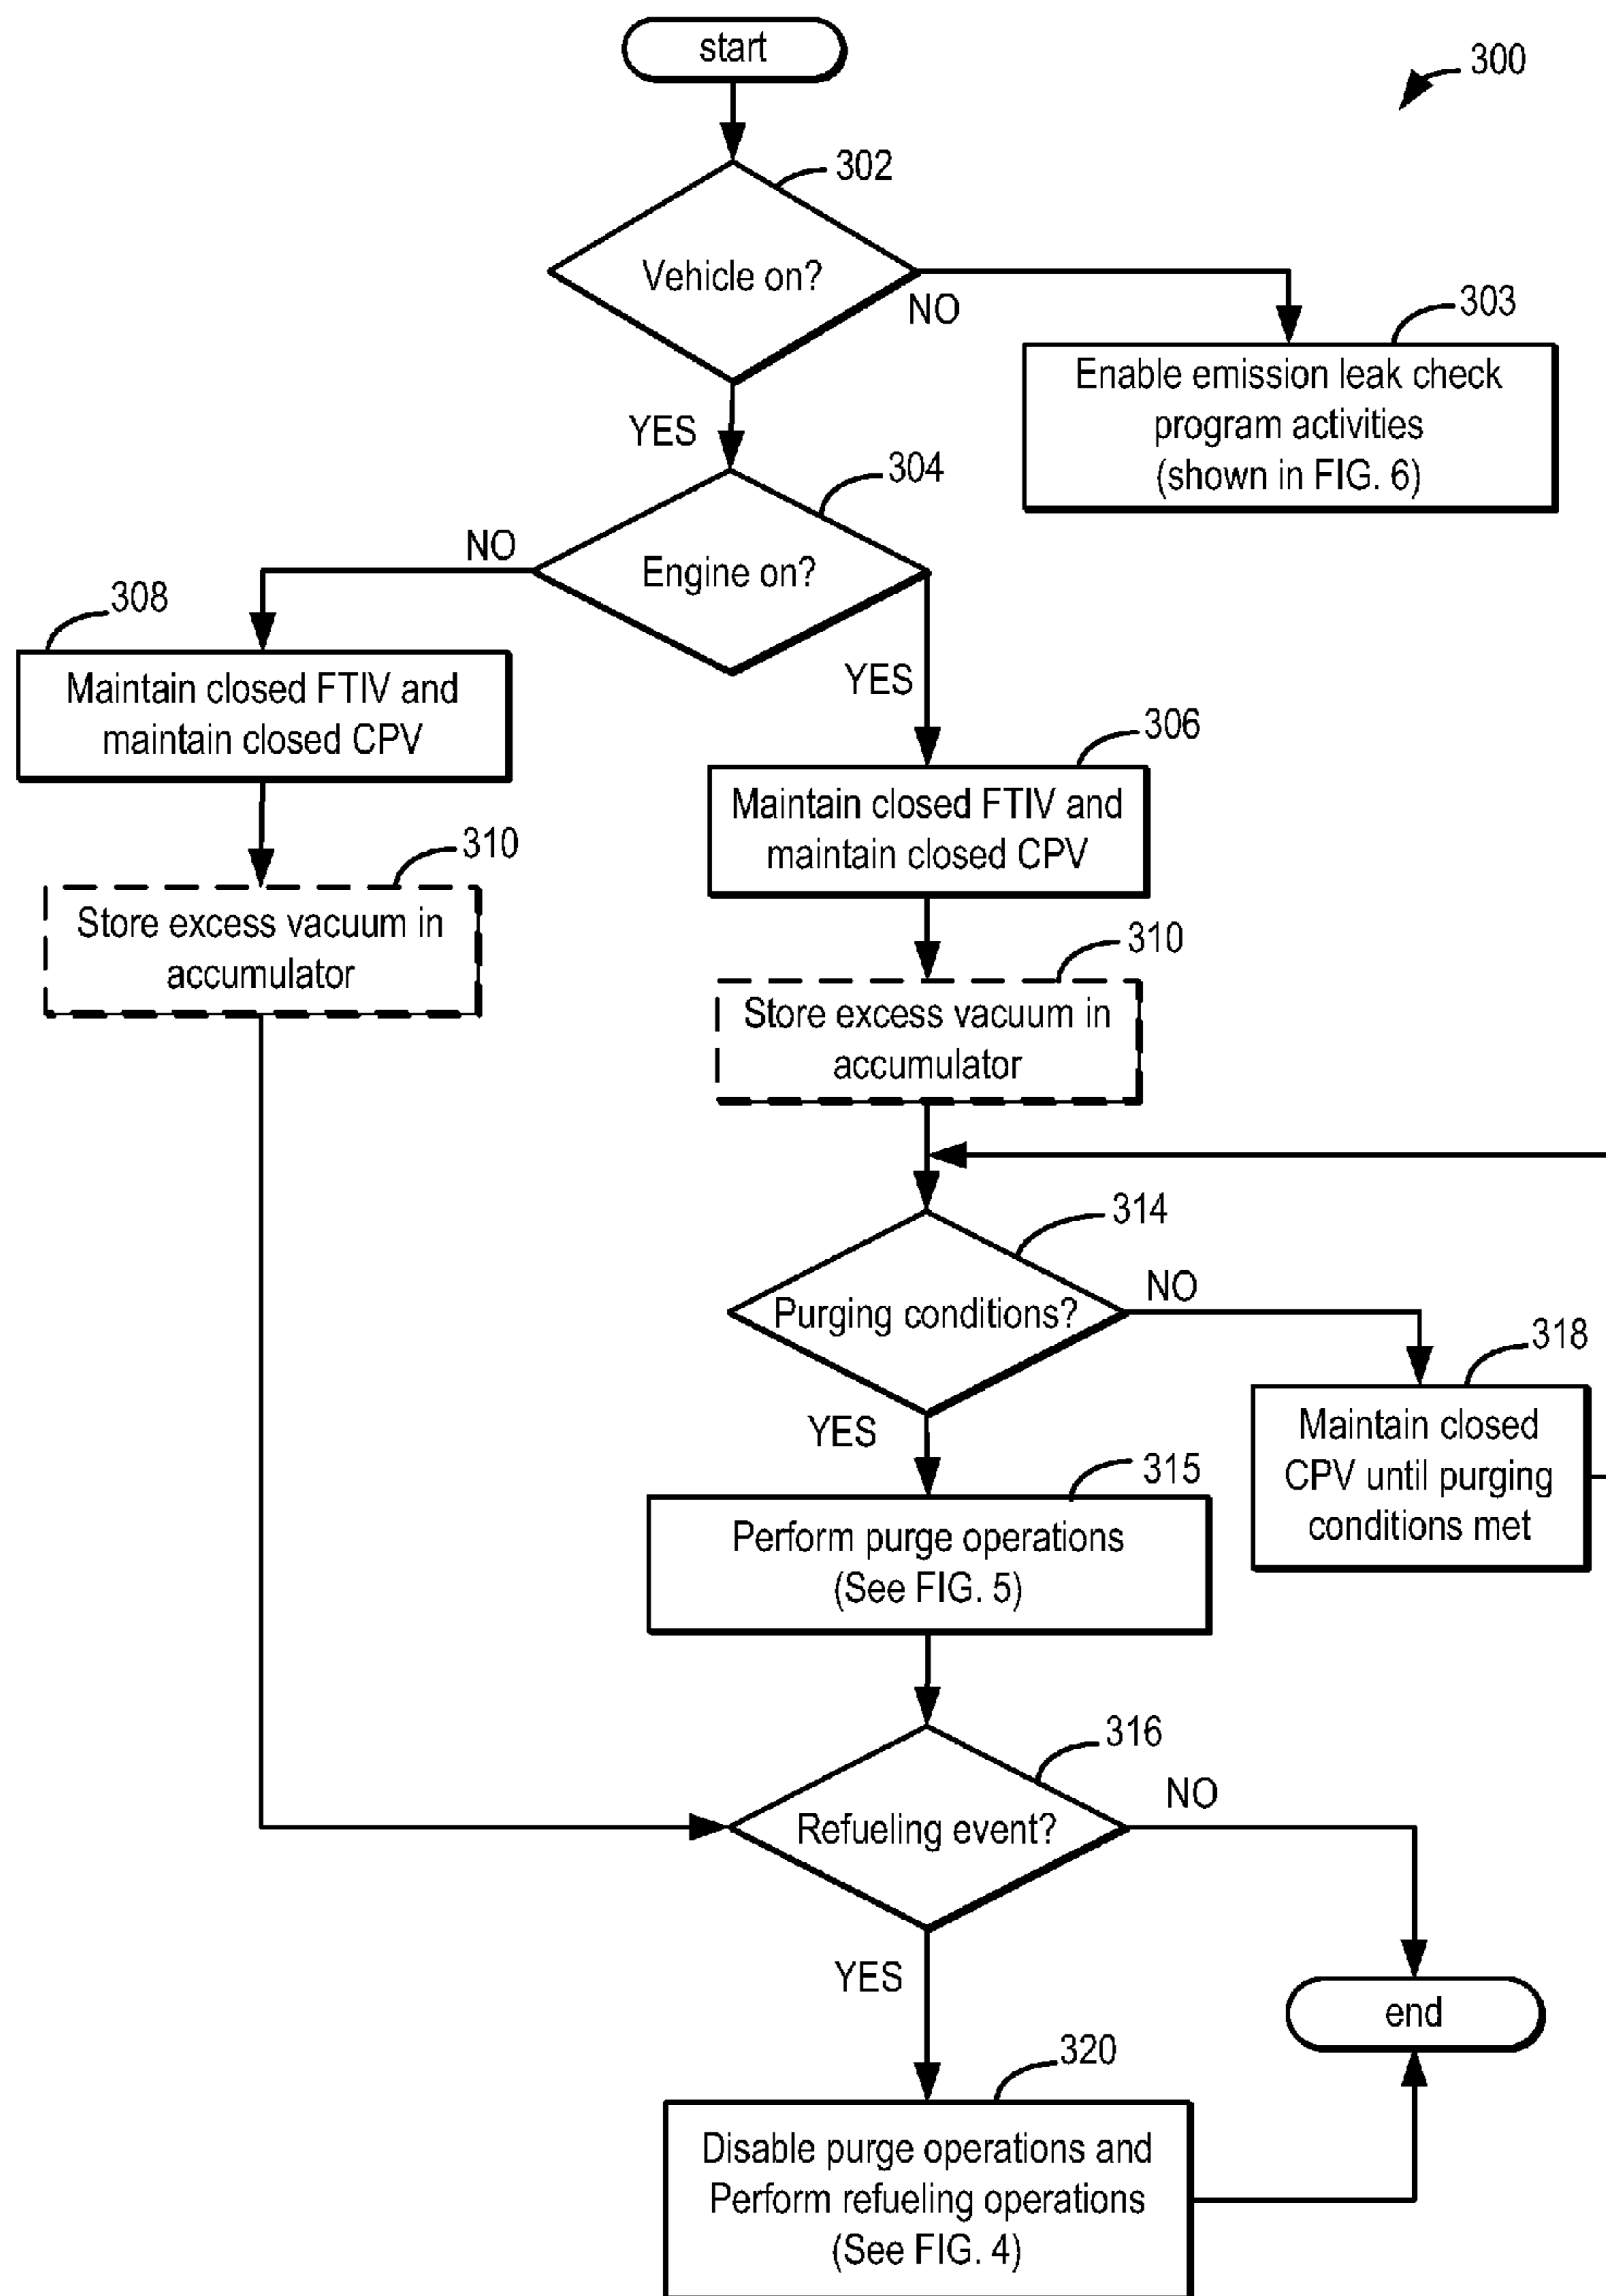 start
300
302
Vehicle on?
NO
303
Enable emission leak check
program activities
(shown in FIG. 6)
YES
304
Engine on?
NO
308
Maintain closed FTIV and
maintain closed CPV
YES
306
Maintain closed FTIV and
maintain closed CPV
310
Store excess vacuum in
accumulator
310
Store excess vacuum in
accumulator
314
Purging conditions?
NO
318
Maintain closed
CPV until purging
conditions met
YES
315
Perform purge operations
(See FIG. 5)
316
Refueling event?
NO
YES
end
320
Disable purge operations and
Perform refueling operations
(See FIG. 4)